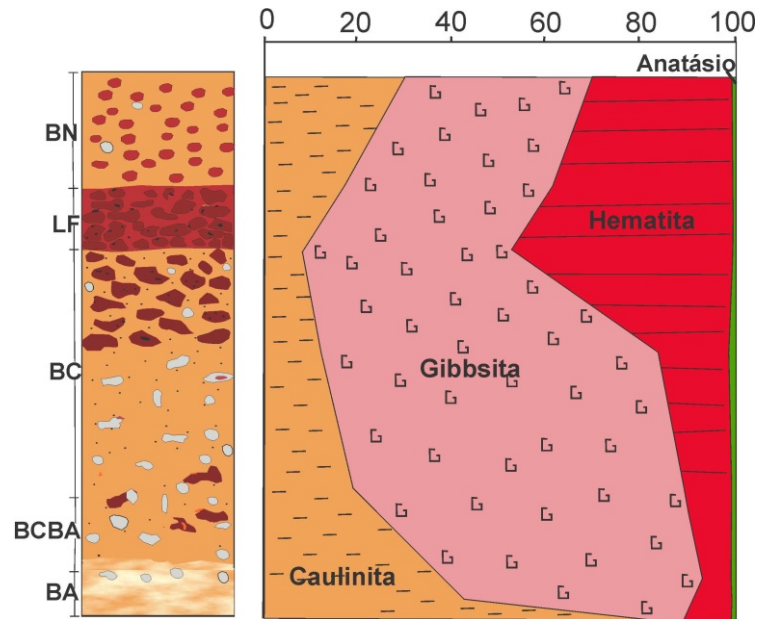 0 20 40 60 80 100
Anatásio
BN
LF
Hematita
BC
Gibbsita
BCBA
Caulinita
BA